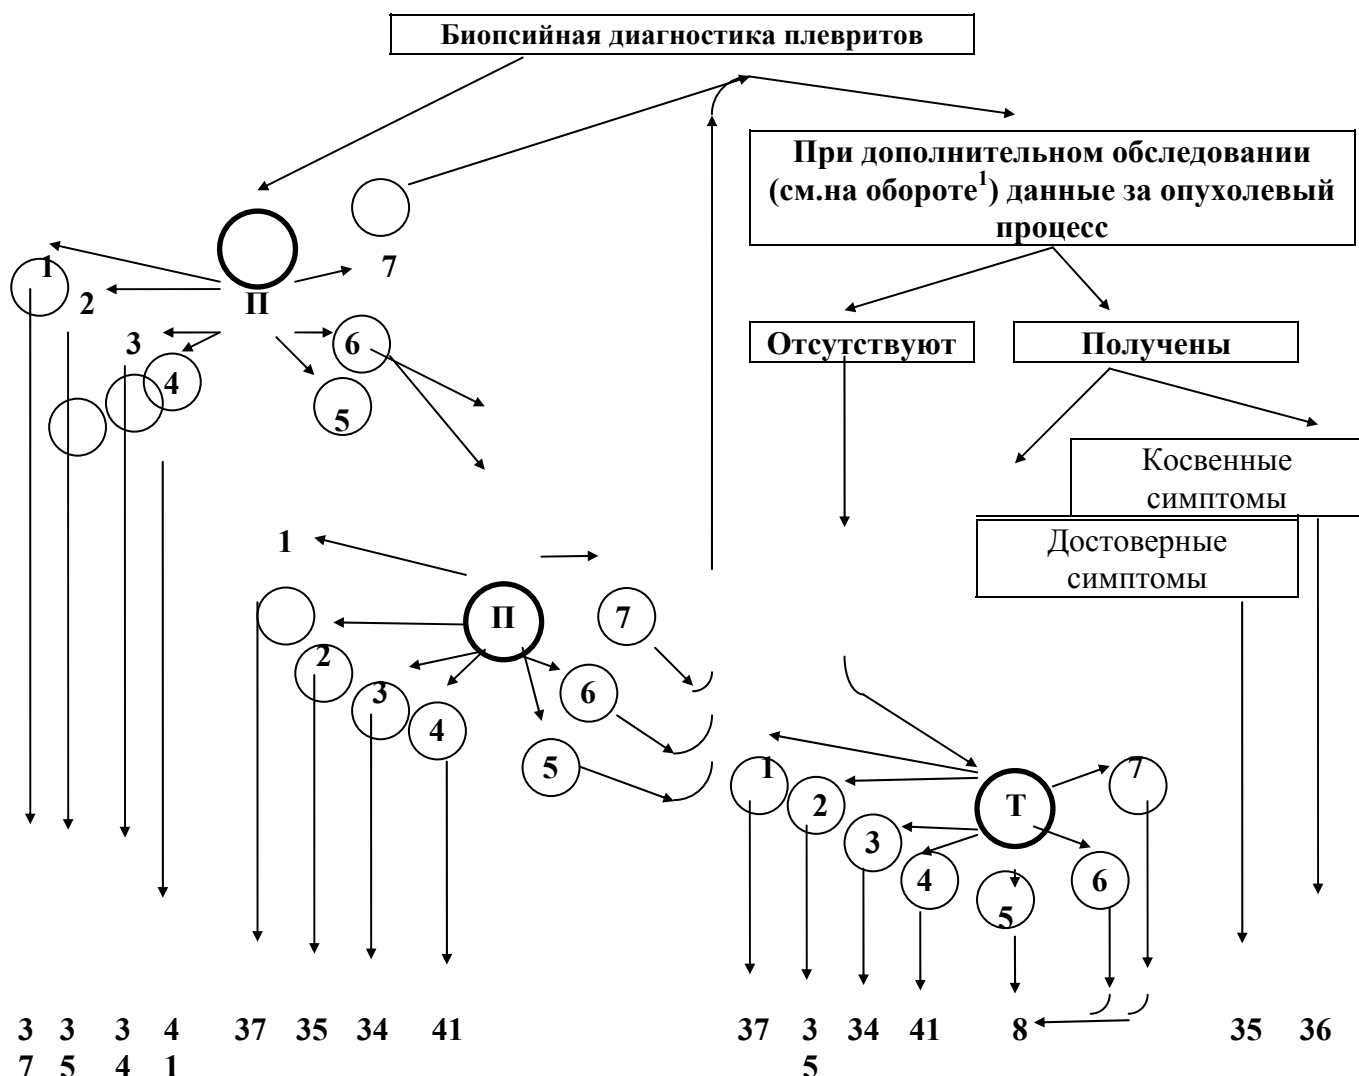 Биопсийная диагностика плевритов
При дополнительном обследовании
(см.на обороте1) данные за опухолевый
процесс
1
2
П
7
3
4
5
6
Отсутствуют
Получены
Косвенные
симптомы
Достоверные
симптомы
1
П
7
2
3
4
6
5
1
2
3
4
Т
5
6
7
3 3 3 4 37 35 34 41 37 3 34 41 8 35 36
7 5 4 1 5